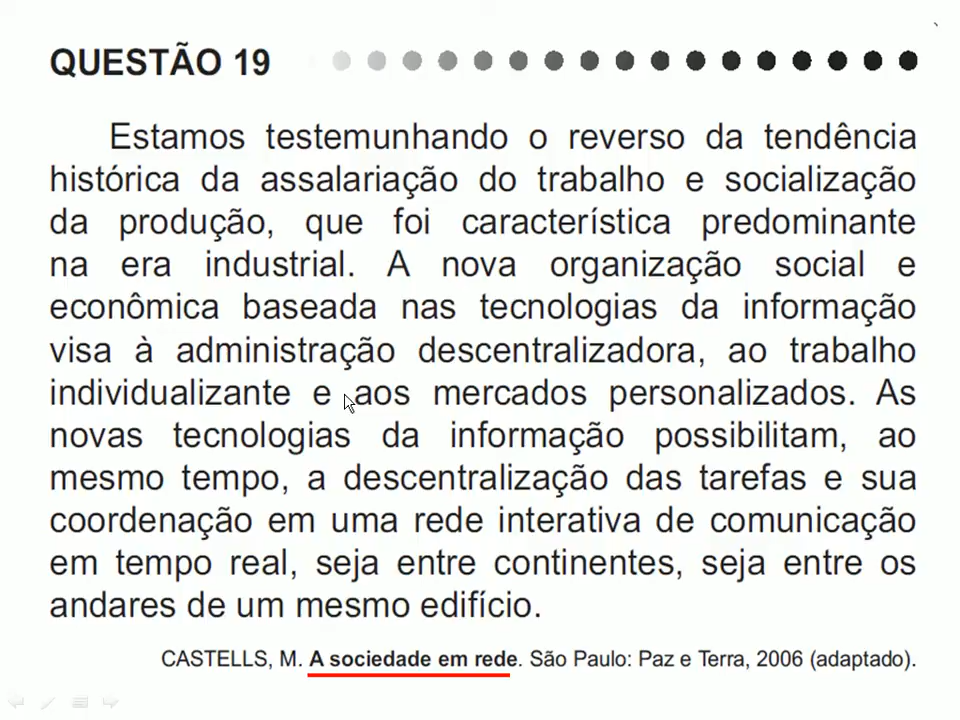 QUESTÃO 19
Estamos testemunhando o reverso da tendência
histórica da assalariação do trabalho e socialização
da produção, que foi característica predominante
na era industrial. A nova organização social e
econômica baseada nas tecnologias da informação
visa à administração descentralizadora, ao trabalho
individualizante e aos mercados personalizados. As
novas tecnologias da informação possibilitam, ao
mesmo tempo, a descentralização das tarefas e sua
coordenação em uma rede interativa de comunicação
em tempo real, seja entre continentes, seja entre os
andares de um mesmo edifício.
CASTELLS, M. A sociedade em rede. São Paulo: Paz e Terra, 2006 (adaptado).